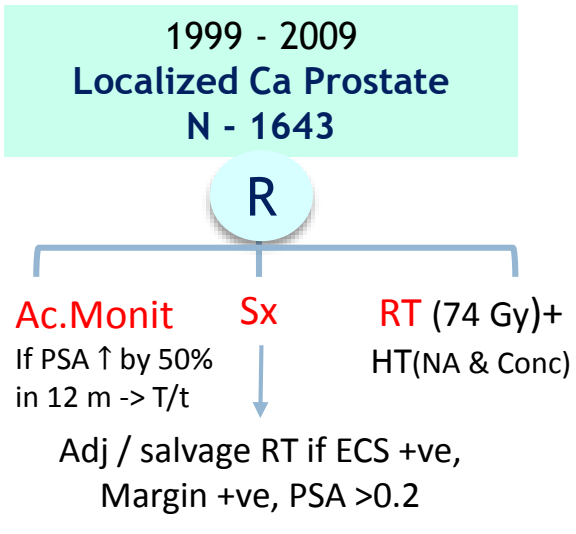 1999 - 2009
Localized Ca Prostate
N - 1643
R
Ac.Monit
If PSA ↑ by 50%
in 12 m -> T/t
Sx
RT (74 Gy)+
HT(NA & Conc)
Adj / salvage RT if ECS +ve,
Margin +ve, PSA >0.2